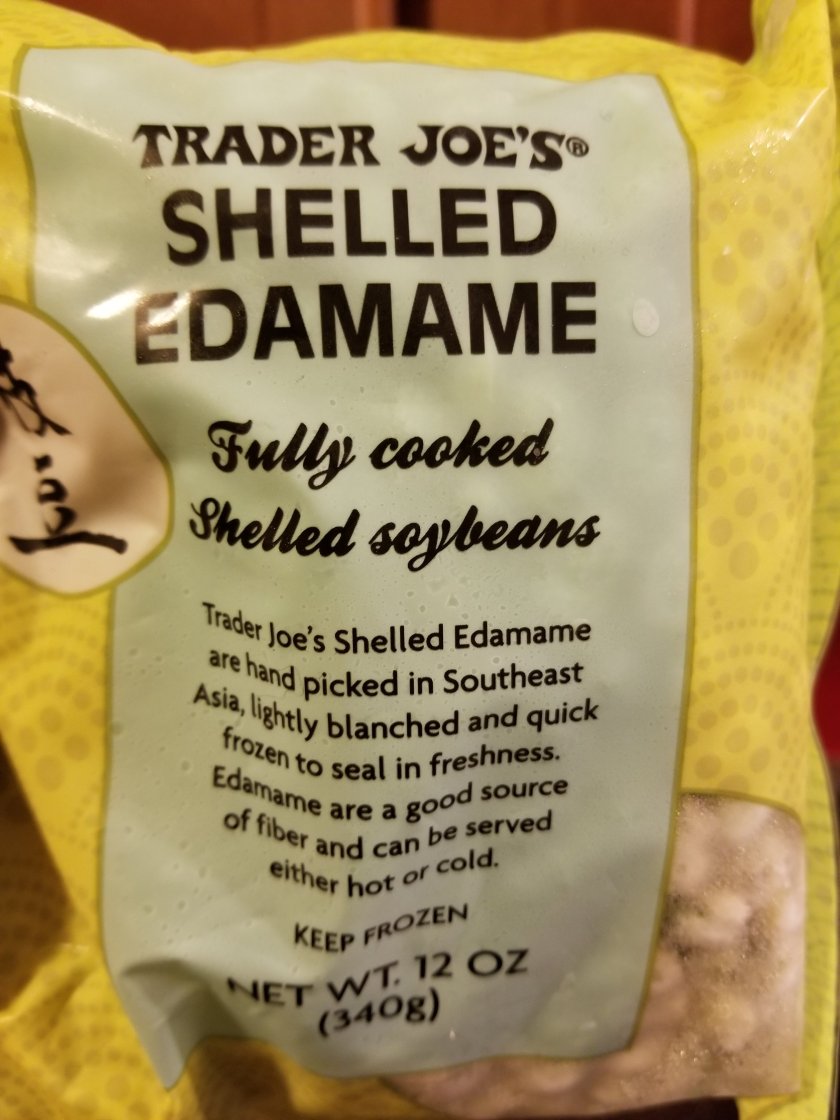 TRADER JOE'S®
SHELLED
EDAMAME
Fully cooked
Shelled soybeans
Trader Joe's Shelled Edamame
are hand picked in Southeast
Asia, lightly blanched and quick
frozen to seal in freshness.
Edamame are a good source
of fiber and can be served
either hot or cold.
KEEP FROZEN
NET WT. 12 OZ
(340g)